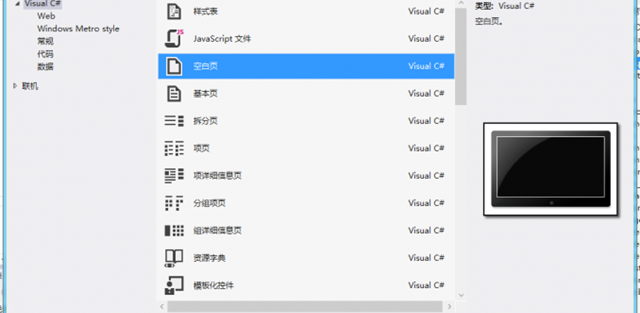 Visual C#
Web
Windows Metro style
常规
代码
数据
联机
样式表 Visual C#
JavaScript 文件 Visual C#
空白页 Visual C#
基本页 Visual C#
拆分页 Visual C#
项页 Visual C#
项详细信息页 Visual C#
分组项页 Visual C#
组详细信息页 Visual C#
资源字典 Visual C#
模板化控件 Visual C#
类型: Visual C#
空白页。